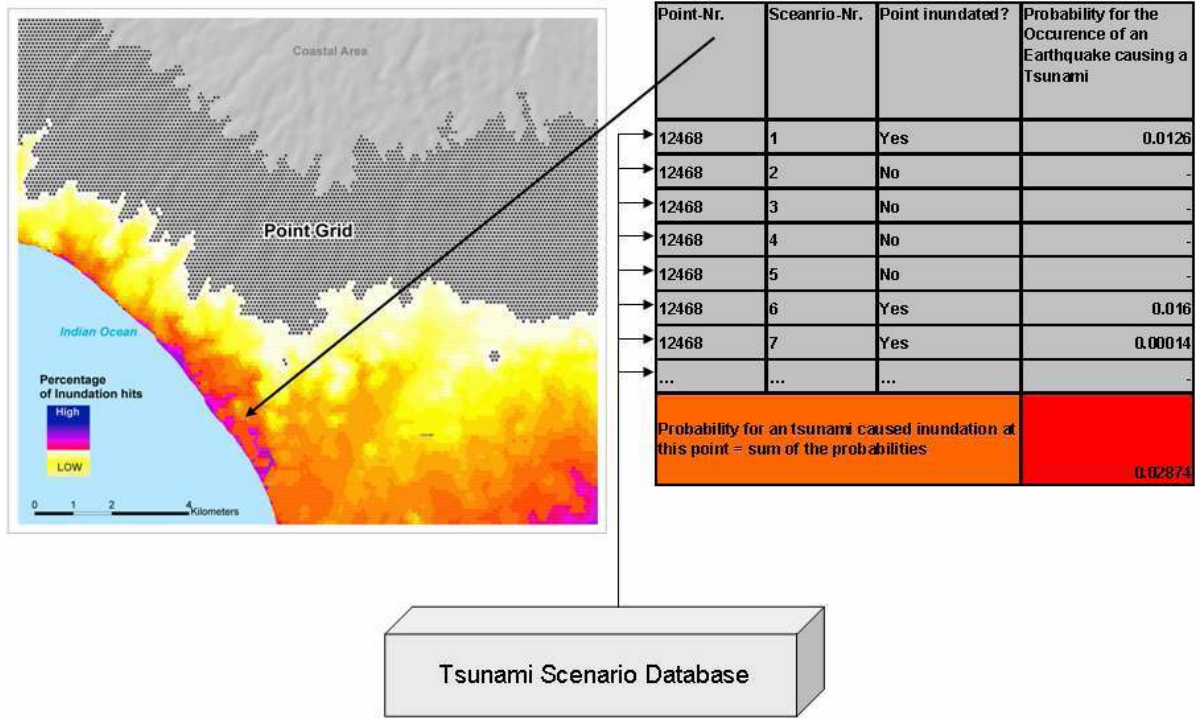 Coastal Area
Point Grid
Indian Ocean
Percentage
of Inundation hits
High
LOW
0 1 2 4
Kilometers
Point-Nr. Sceanrio-Nr. Point inundated? Probability for the
Occurence of an
Earthquake causing a
Tsunami
12468 1 Yes 0.0126
12468 2 No -
12468 3 No -
12468 4 No -
12468 5 No -
12468 6 Yes 0.016
12468 7 Yes 0.00014
... ... ... -
Probability for an tsunami caused inundation at
this point = sum of the probabilities
0.02874
Tsunami Scenario Database